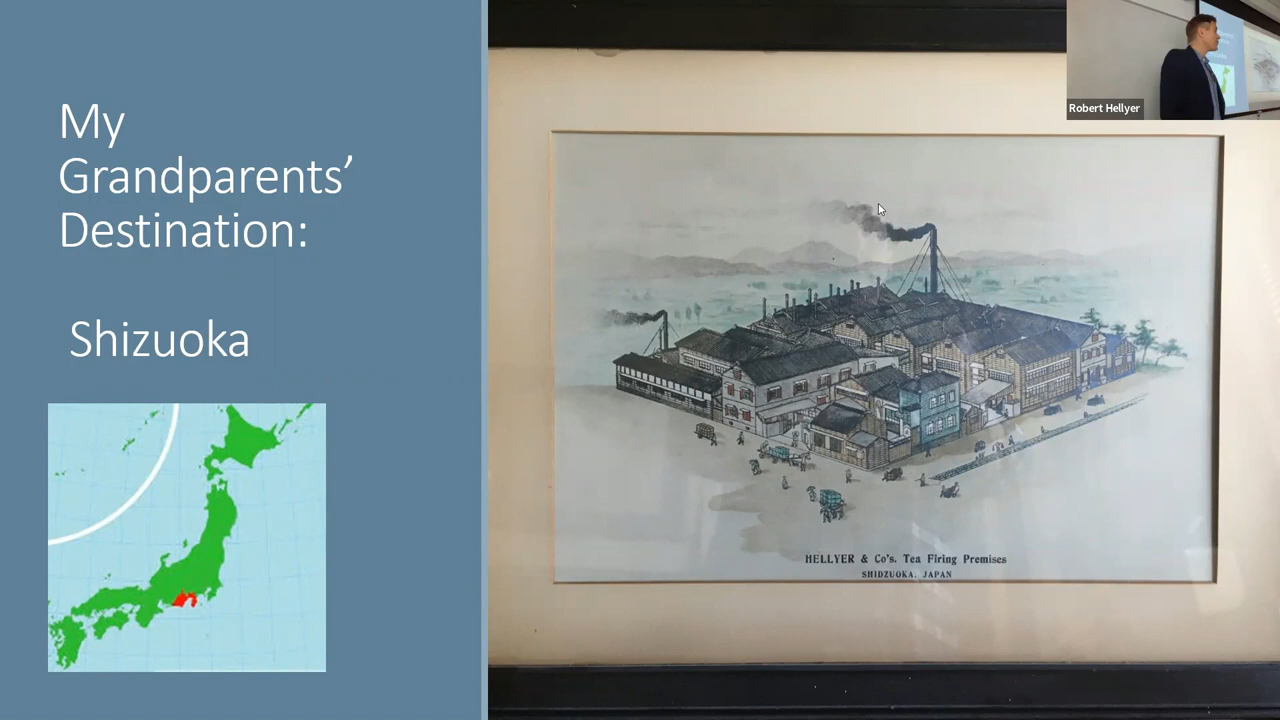 My
Grandparents’
Destination:
Shizuoka
Robert Hellyer
HELLYER & Co's. Tea Firing Premises
SHIDZUOKA, JAPAN